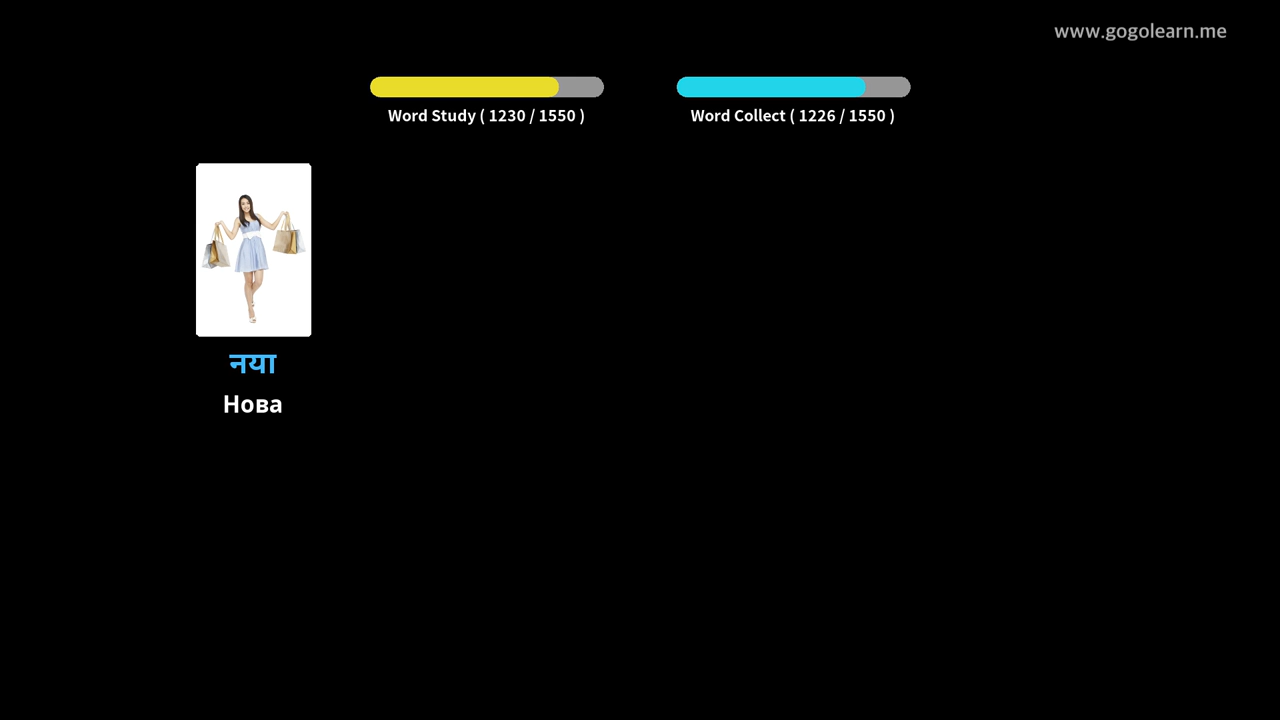 www.gogolearn.me
Word Study ( 1230 / 1550 )
Word Collect ( 1226 / 1550 )
नया
Нова